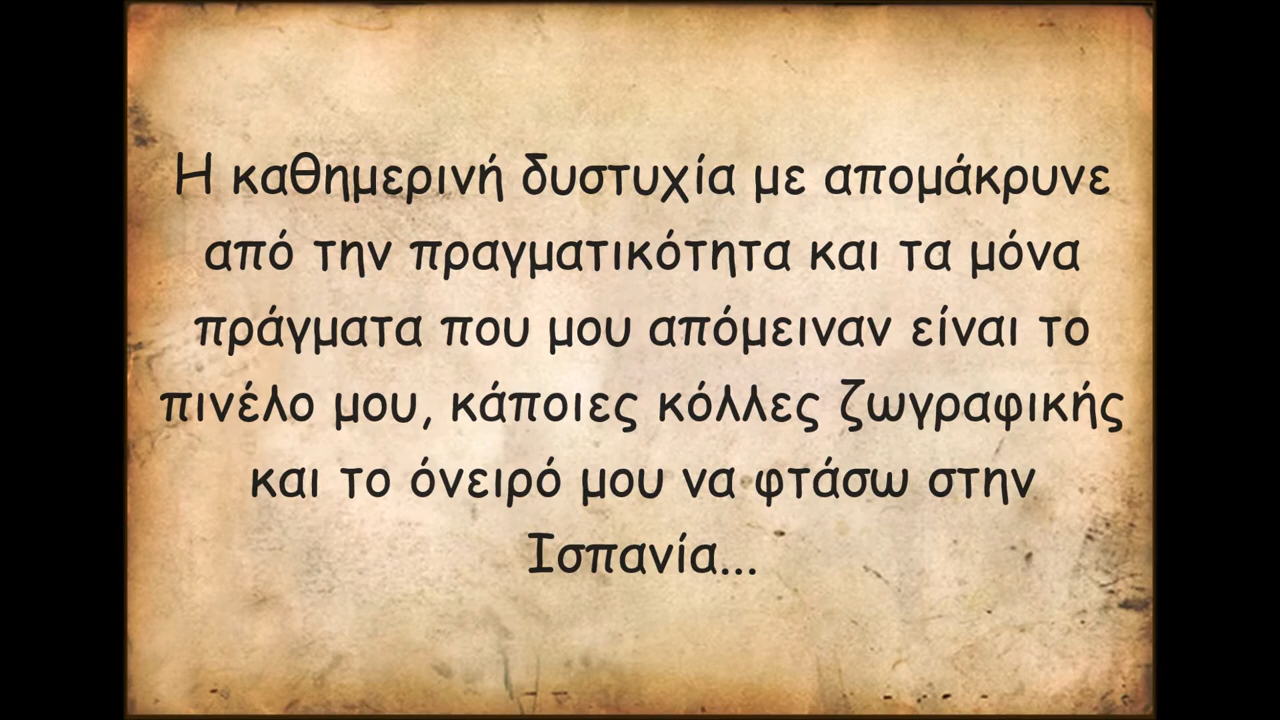 Η καθημερινή δυστυχία με απομάκρυνε
από την πραγματικότητα και τα μόνα
πράγματα που μου απόμειναν είναι το
πινέλο μου, κάποιες κόλλες ζωγραφικής
και το όνειρό μου να φτάσω στην
Ισπανία...